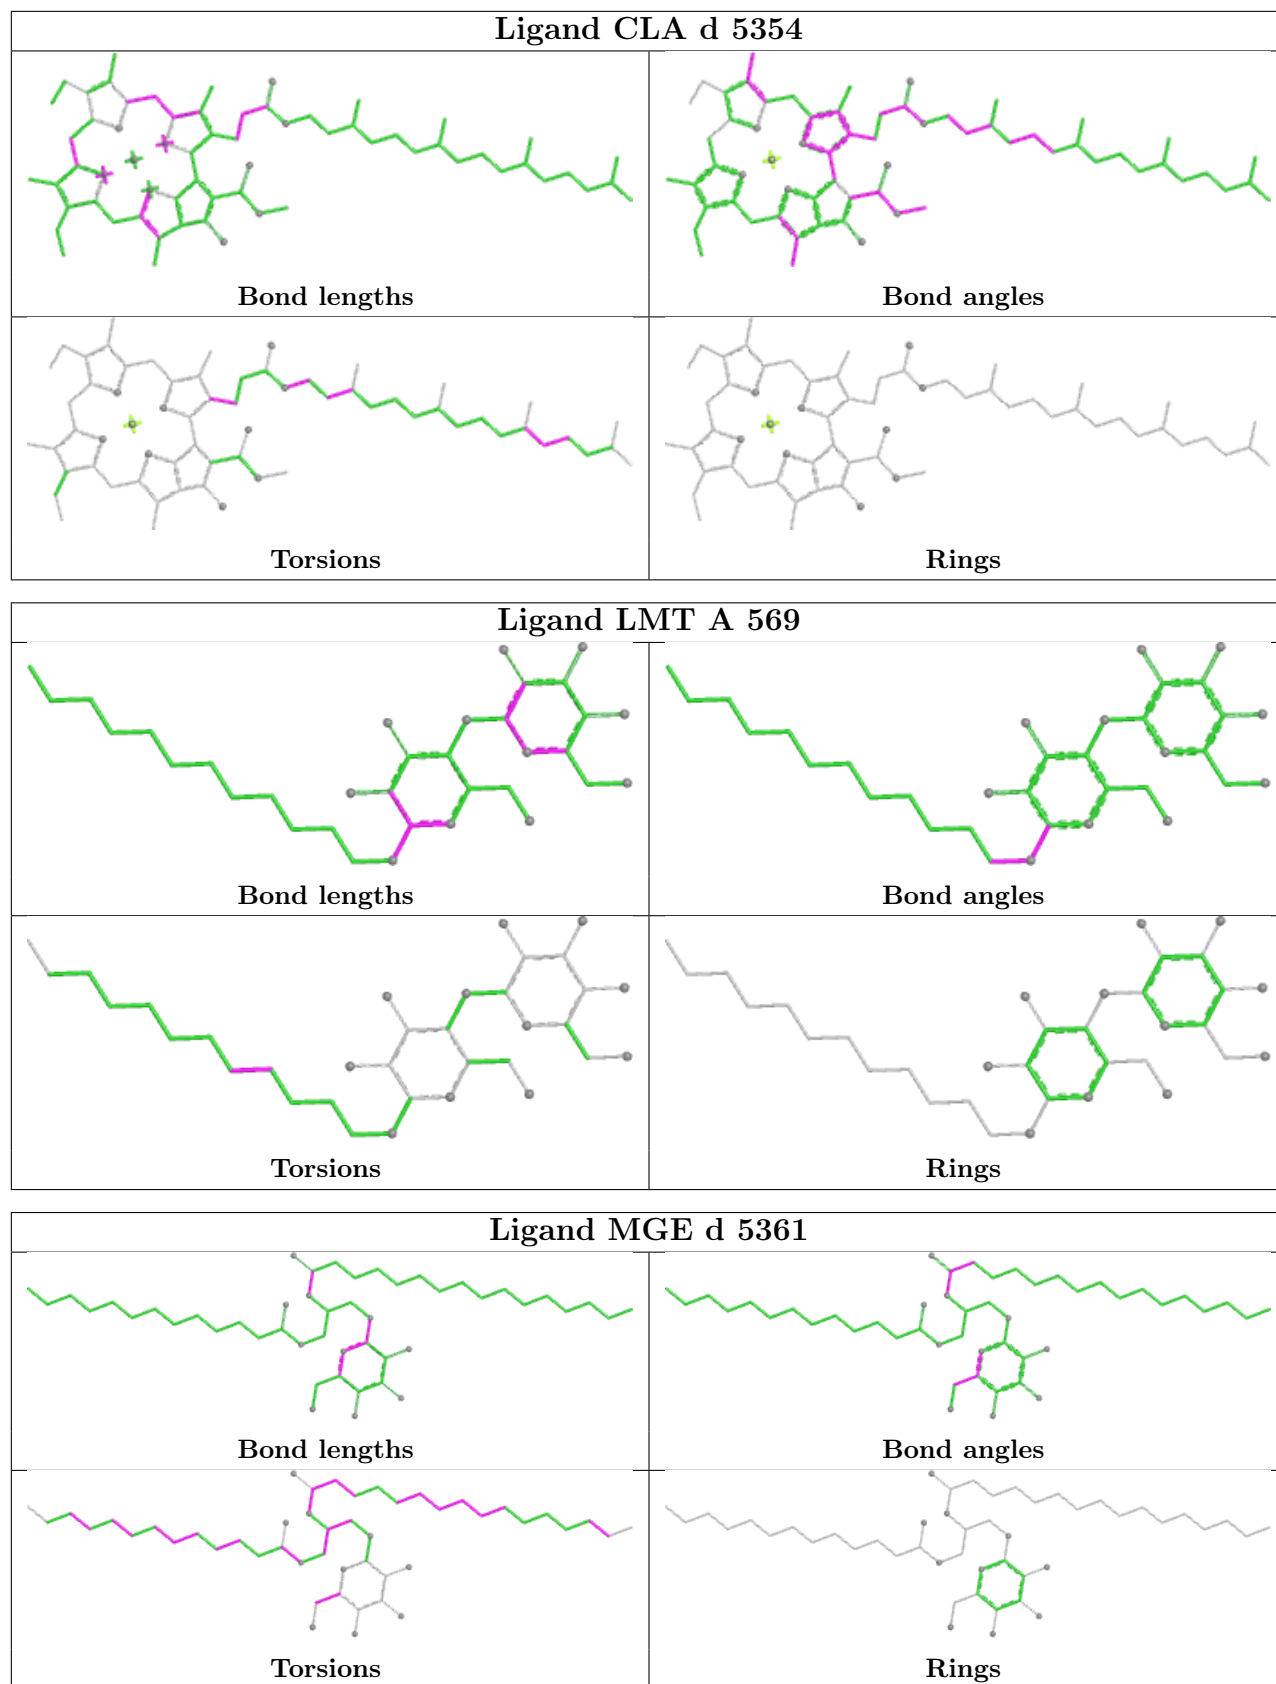 Ligand CLA d 5354
Bond lengths
Bond angles
Torsions
Rings
Ligand LMT A 569
Bond lengths
Bond angles
Torsions
Rings
Ligand MGE d 5361
Bond lengths
Bond angles
Torsions
Rings